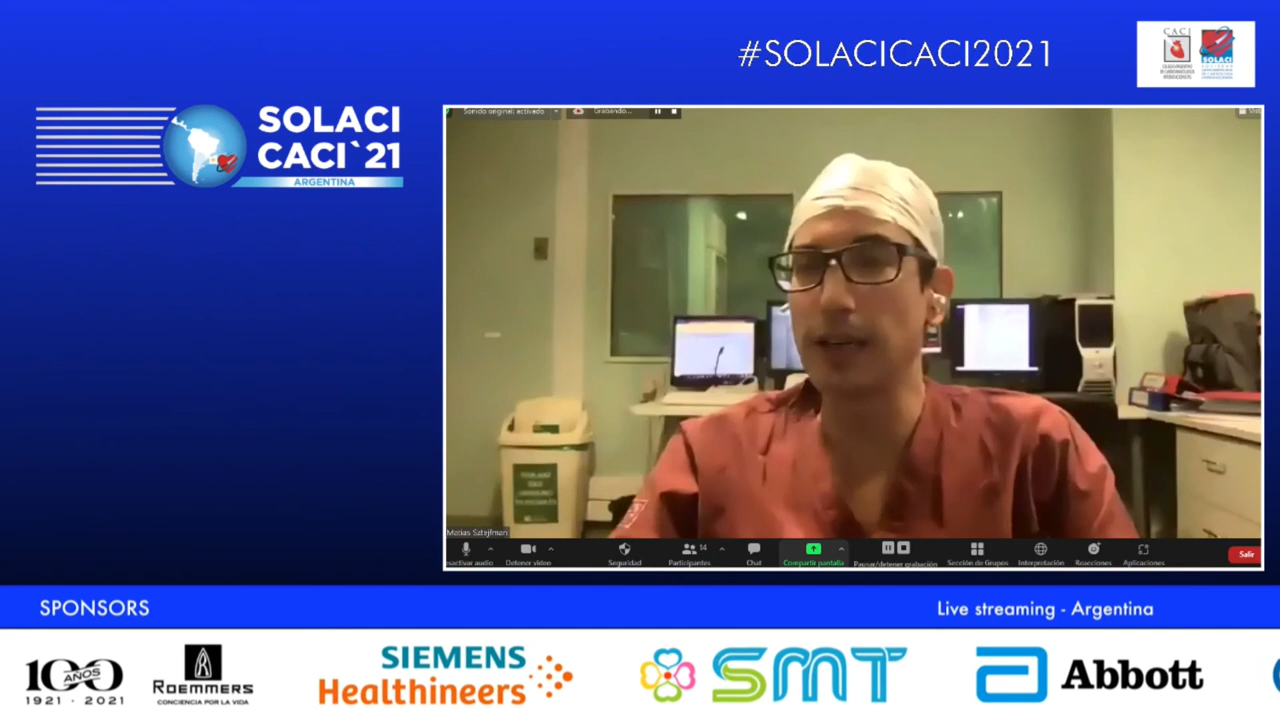 #SOLACICACI2021
CACI
SOLACI
SOLACI
CACI`21
ARGENTINA
Sonido original: activado
Grabando...
Matias Sztejfman
Detener video
Seguridad
14
Participantes
Chat
Compartir pantalla
Pausar/detener grabación
Sección de Grupos
Interpretación
Reacciones
Aplicaciones
Salir
SPONSORS
Live streaming - Argentina
100
AÑOS
1921 - 2021
ROEMMERS
CONCIENCIA POR LA VIDA
SIEMENS
Healthineers
SMT
Abbott